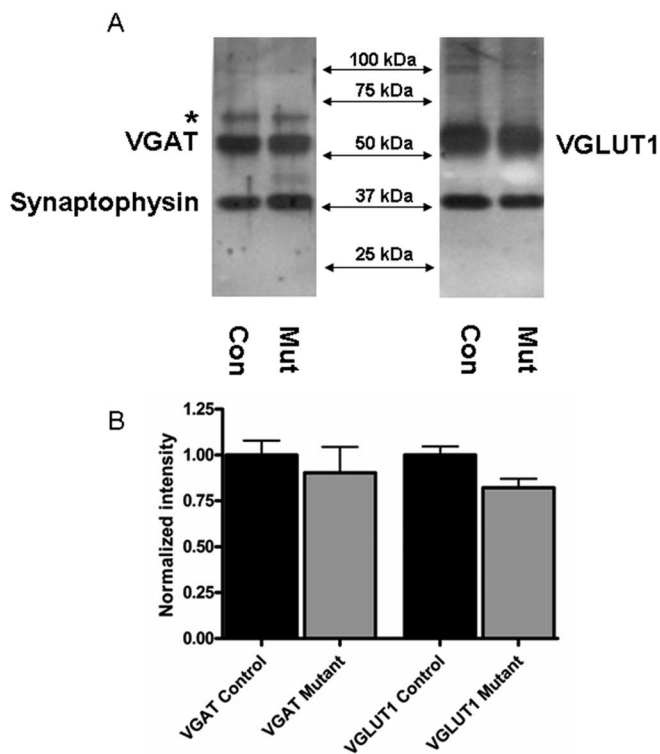 A
100 kDa
75 kDa
*
VGAT
50 kDa
VGLUT1
Synaptophysin
37 kDa
25 kDa
Con
Mut
Con
Mut
B
Normalized intensity
1.25
1.00
0.75
0.50
0.25
0.00
VGAT Control
VGAT Mutant
VGLUT1 Control
VGLUT1 Mutant